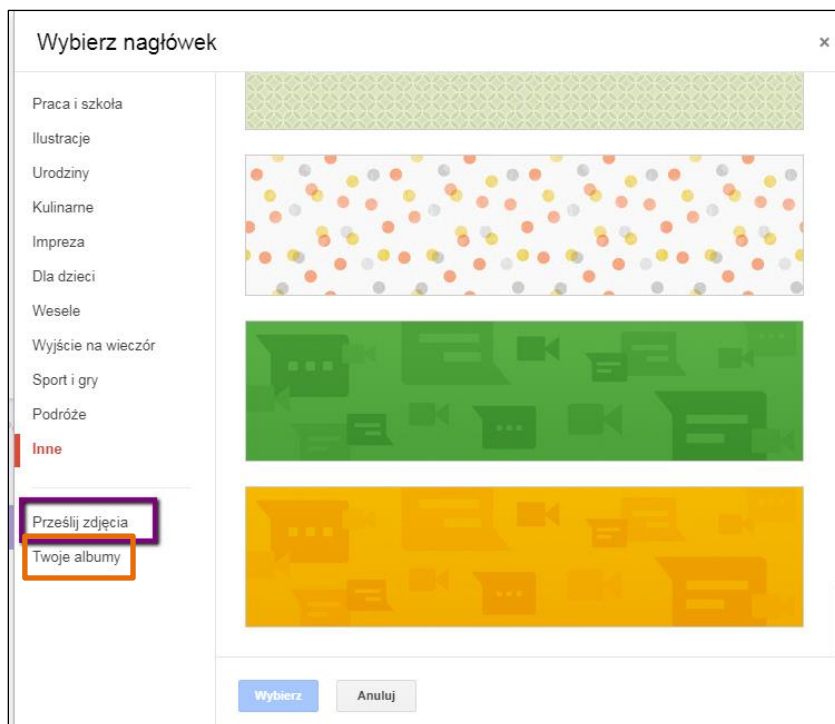 Wybierz nagłówek
Praca i szkoła
Ilustracje
Urodziny
Kulinarne
Impreza
Dla dzieci
Wesele
Wyjście na wieczór
Sport i gry
Podróże
Inne
Prześlij zdjęcia
Twoje albumy
Wybierz
Anuluj